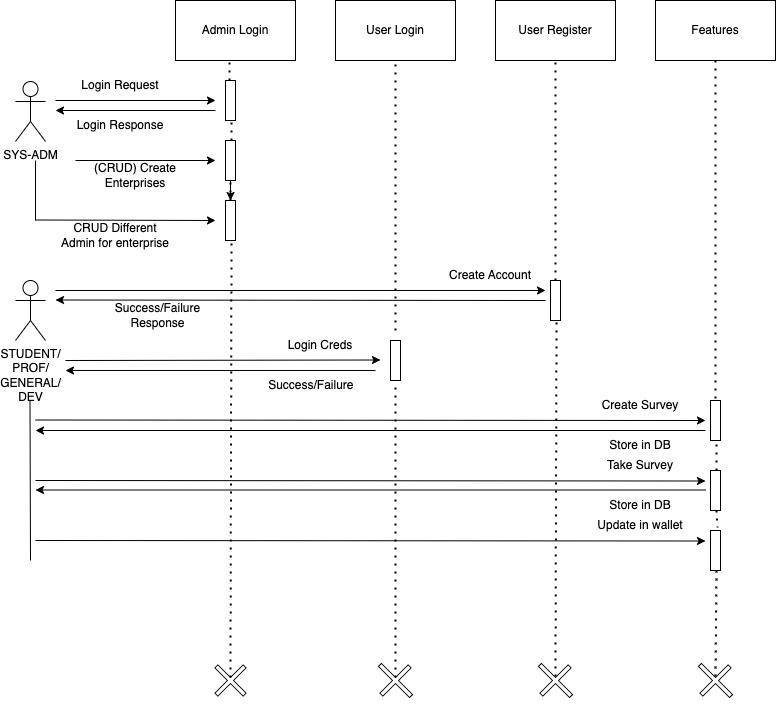 Admin Login
User Login
User Register
Features
Login Request
Login Response
SYS-ADM
(CRUD) Create
Enterprises
CRUD Different
Admin for enterprise
Create Account
Success/Failure
Response
Login Creds
STUDENT/
PROF/
GENERAL/
DEV
Success/Failure
Create Survey
Store in DB
Take Survey
Store in DB
Update in wallet